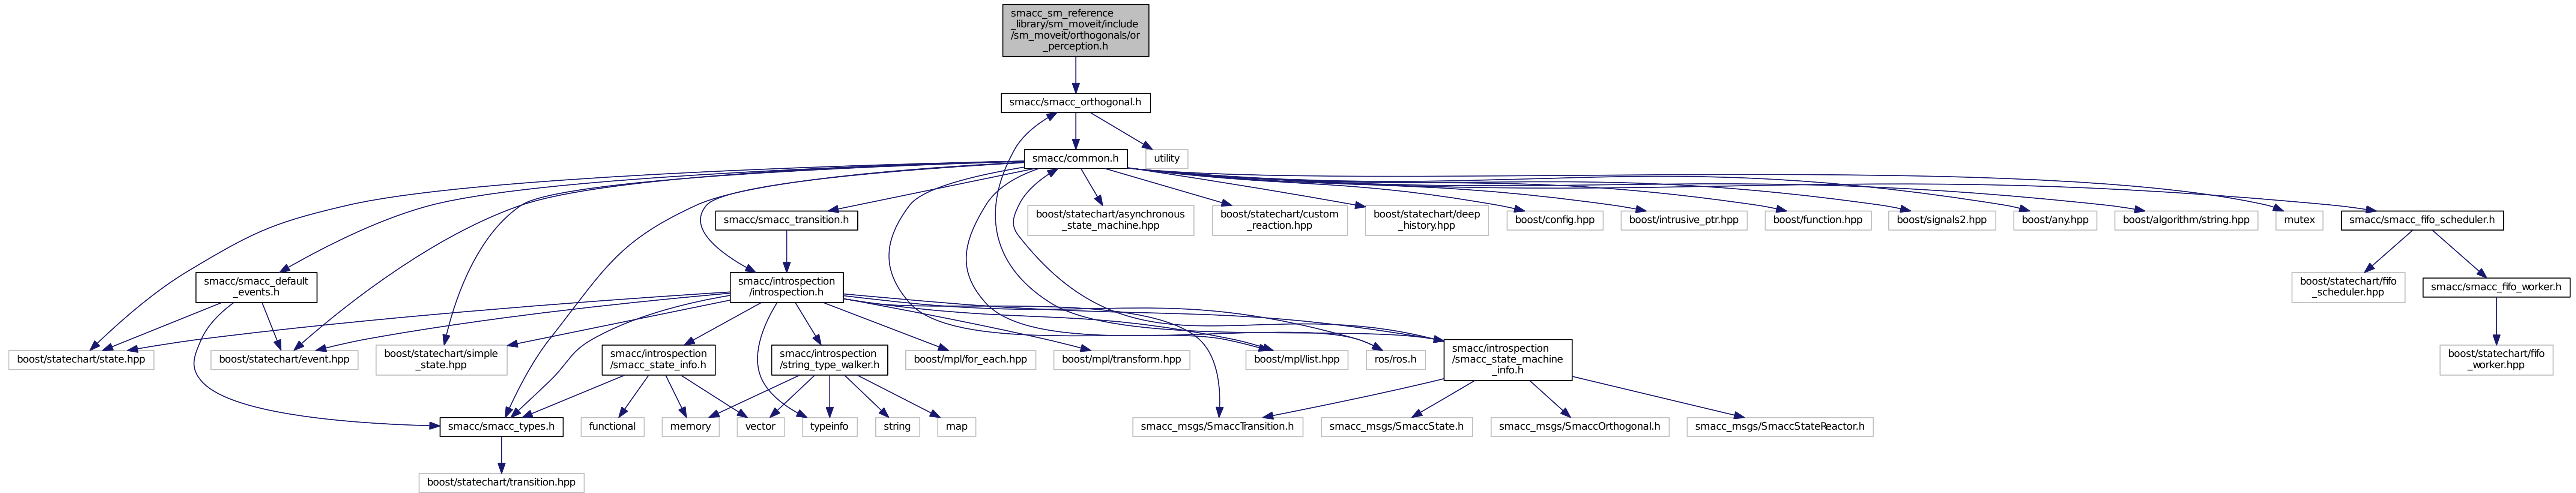 smacc_sm_reference
_library/sm_moveit/include
/sm_moveit/orthogonals/or
_perception.h
smacc/smacc_orthogonal.h
smacc/common.h
utility
smacc/smacc_transition.h
boost/statechart/asynchronous
_state_machine.hpp
boost/statechart/custom
_reaction.hpp
boost/statechart/deep
_history.hpp
boost/config.hpp
boost/intrusive_ptr.hpp
boost/function.hpp
boost/signals2.hpp
boost/any.hpp
boost/algorithm/string.hpp
mutex
smacc/smacc_fifo_scheduler.h
smacc/smacc_default
_events.h
smacc/introspection
/introspection.h
boost/statechart/fifo
_scheduler.hpp
smacc/smacc_fifo_worker.h
boost/statechart/state.hpp
boost/statechart/event.hpp
boost/statechart/simple
_state.hpp
smacc/introspection
/smacc_state_info.h
smacc/introspection
/string_type_walker.h
boost/mpl/for_each.hpp
boost/mpl/transform.hpp
boost/mpl/list.hpp
ros/ros.h
smacc/introspection
/smacc_state_machine
_info.h
boost/statechart/fifo
_worker.hpp
smacc/smacc_types.h
functional
memory
vector
typeinfo
string
map
smacc_msgs/SmaccTransition.h
smacc_msgs/SmaccState.h
smacc_msgs/SmaccOrthogonal.h
smacc_msgs/SmaccStateReactor.h
boost/statechart/transition.hpp